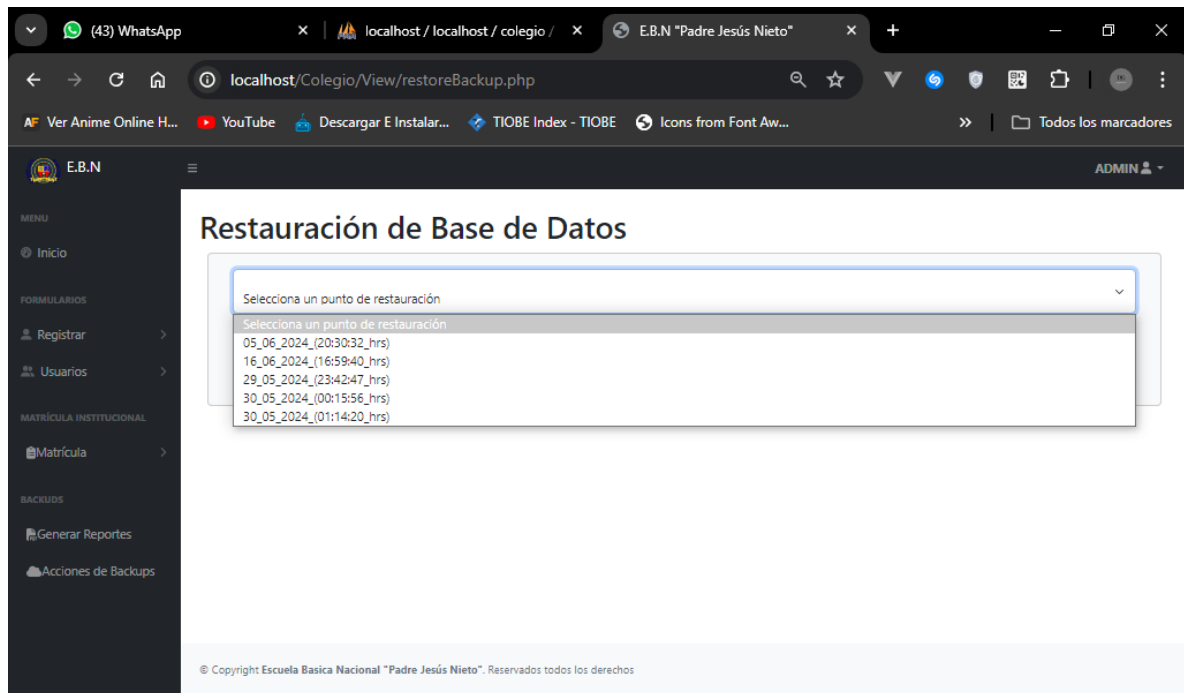 (43) WhatsApp
localhost / localhost / colegio /
E.B.N "Padre Jesús Nieto"
localhost/Colegio/View/restoreBackup.php
AF Ver Anime Online H...
YouTube
Descargar E Instalar...
TIOBE Index - TIOBE
Icons from Font Aw...
»
Todos los marcadores
E.B.N
ADMIN
MENU
Inicio
FORMULARIOS
Registrar
Usuarios
MATRÍCULA INSTITUCIONAL
Matrícula
BACKUDS
Generar Reportes
Acciones de Backups
Restauración de Base de Datos
Selecciona un punto de restauración
Selecciona un punto de restauración
05_06_2024_(20:30:32_hrs)
16_06_2024_(16:59:40_hrs)
29_05_2024_(23:42:47_hrs)
30_05_2024_(00:15:56_hrs)
30_05_2024_(01:14:20_hrs)
© Copyright Escuela Basica Nacional "Padre Jesús Nieto". Reservados todos los derechos